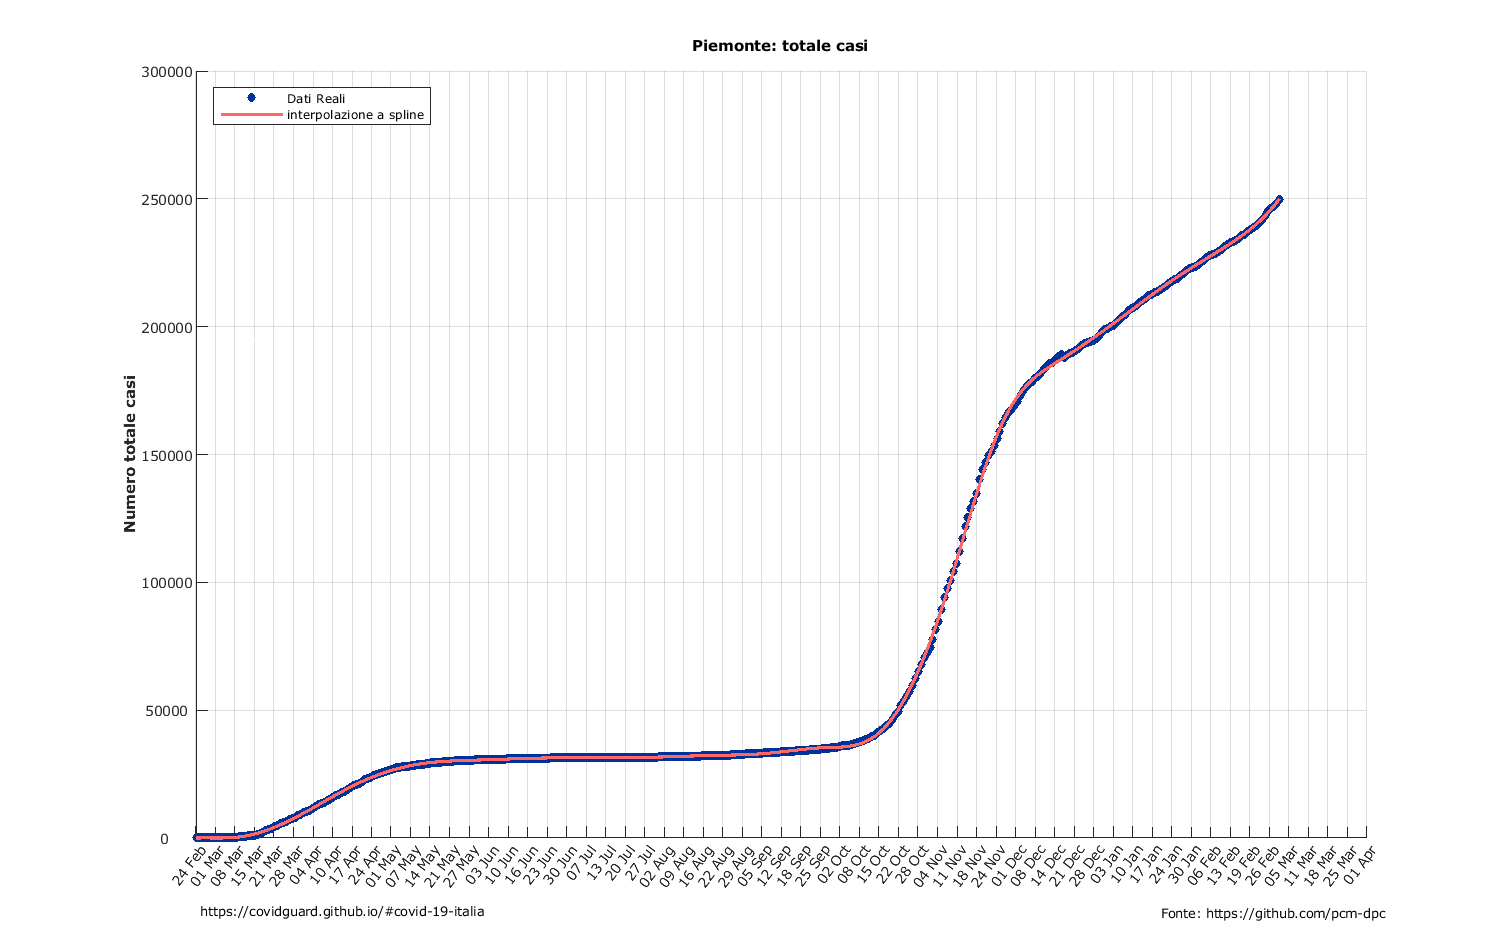 Piemonte: totale casi
300000
250000
200000
150000
100000
50000
0
Numero totale casi
Dati Reali
interpolazione a spline
24 Feb
01 Mar
08 Mar
15 Mar
21 Mar
28 Mar
04 Apr
10 Apr
17 Apr
24 Apr
01 May
07 May
14 May
21 May
27 May
03 Jun
10 Jun
16 Jun
23 Jun
30 Jun
07 Jul
13 Jul
20 Jul
27 Jul
02 Aug
09 Aug
16 Aug
22 Aug
29 Aug
05 Sep
12 Sep
18 Sep
25 Sep
02 Oct
08 Oct
15 Oct
22 Oct
28 Oct
04 Nov
11 Nov
18 Nov
24 Nov
01 Dec
08 Dec
14 Dec
21 Dec
28 Dec
03 Jan
10 Jan
17 Jan
24 Jan
30 Jan
06 Feb
13 Feb
19 Feb
26 Feb
05 Mar
11 Mar
18 Mar
25 Mar
01 Apr
https://covidguard.github.io/#covid-19-italia
Fonte: https://github.com/pcm-dpc